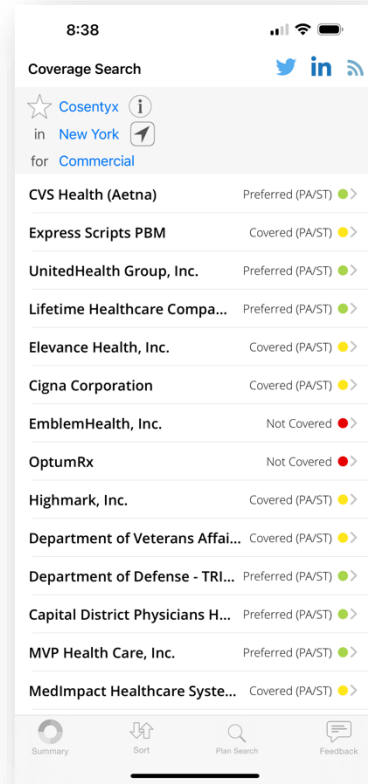 8:38
Coverage Search
in
Cosentyx i
in New York
for Commercial
CVS Health (Aetna) Preferred (PA/ST)
Express Scripts PBM Covered (PA/ST)
UnitedHealth Group, Inc. Preferred (PA/ST)
Lifetime Healthcare Compa... Preferred (PA/ST)
Elevance Health, Inc. Covered (PA/ST)
Cigna Corporation Covered (PA/ST)
EmblemHealth, Inc. Not Covered
OptumRx Not Covered
Highmark, Inc. Covered (PA/ST)
Department of Veterans Affai... Covered (PA/ST)
Department of Defense - TRI... Preferred (PA/ST)
Capital District Physicians H... Preferred (PA/ST)
MVP Health Care, Inc. Preferred (PA/ST)
MedImpact Healthcare Syste... Covered (PA/ST)
Summary Sort Plan Search Feedback